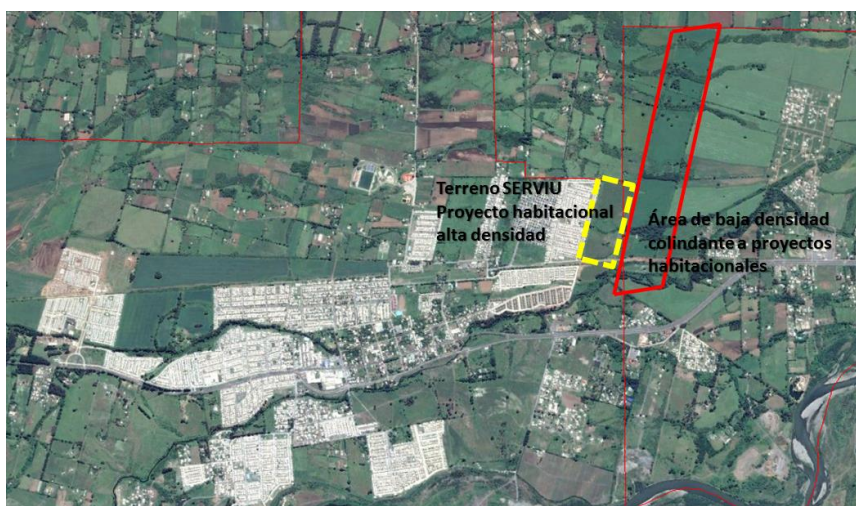 Terreno SERVIU
Proyecto habitacional
alta densidad
Área de baja densidad
colindante a proyectos
habitacionales